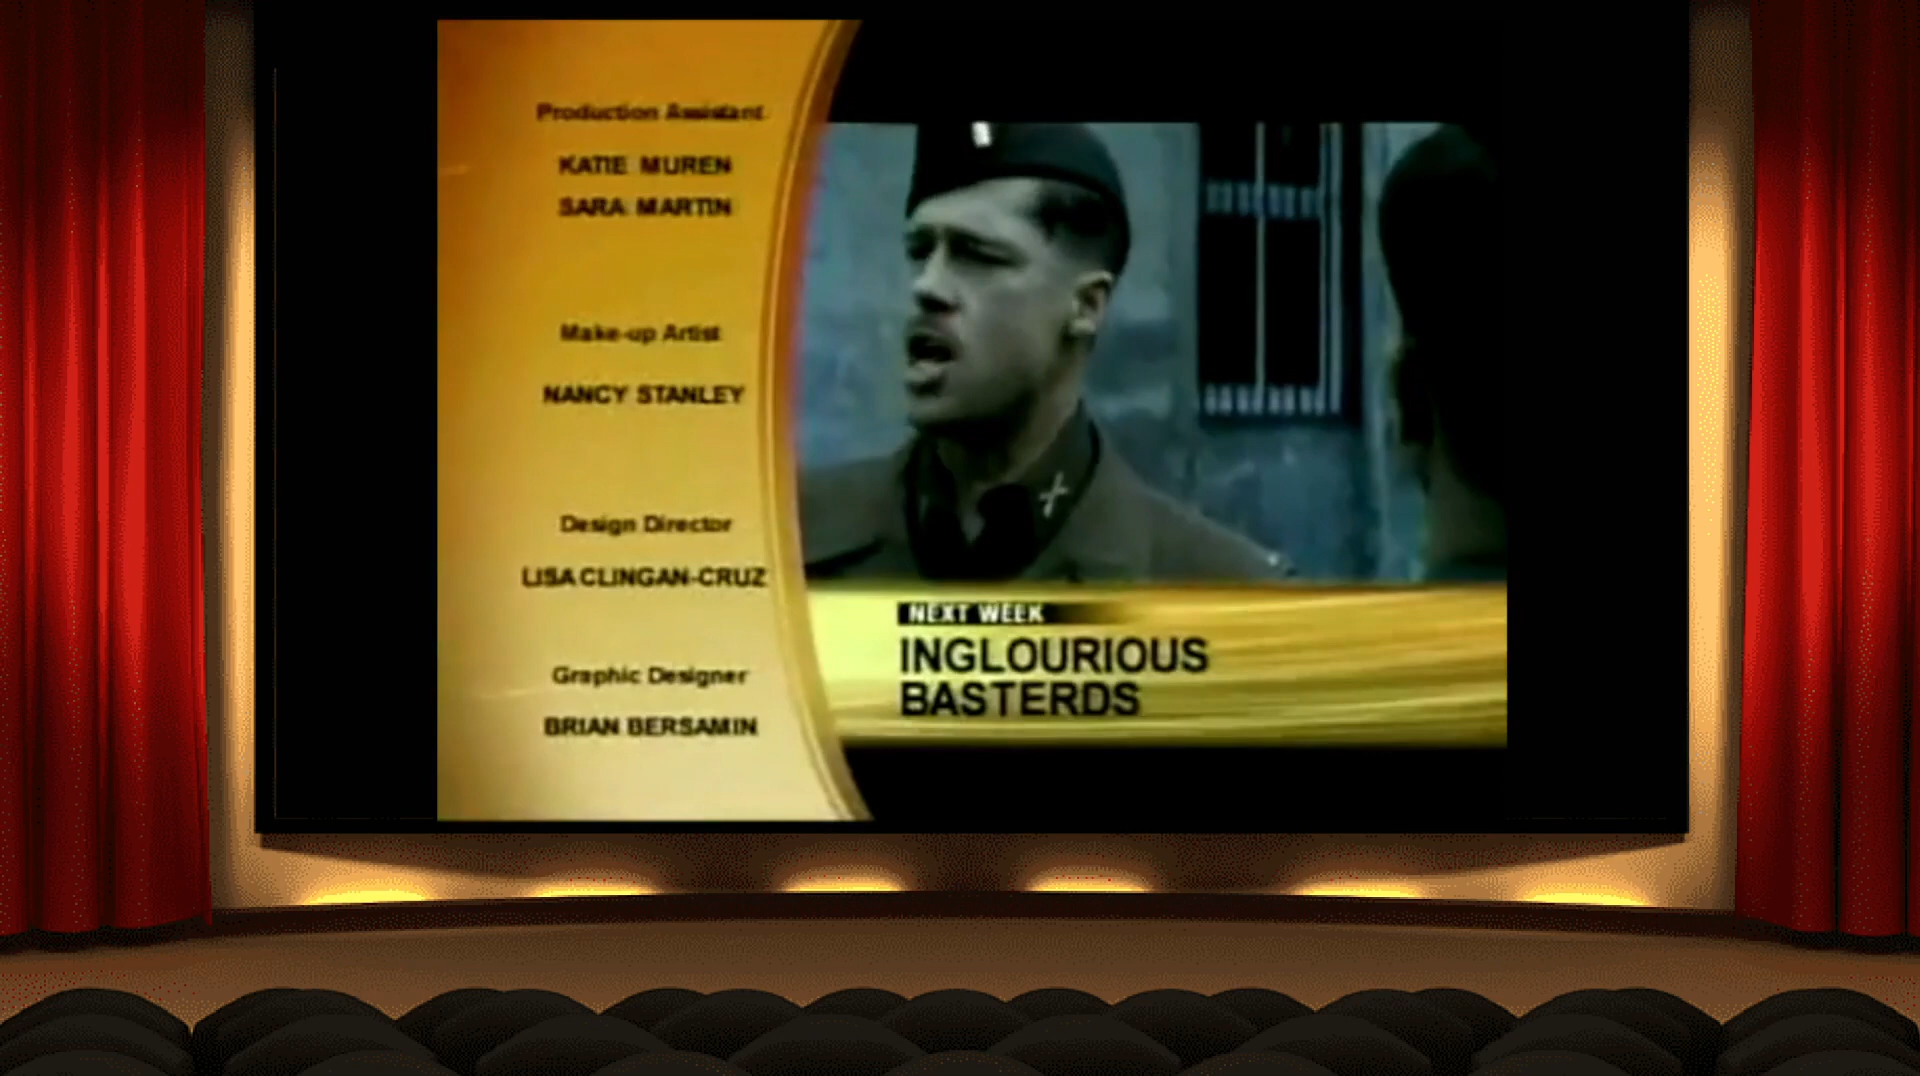 Production Assistant
KATIE MUREN
SARA MARTIN
Make-up Artist
NANCY STANLEY
Design Director
LISA CLINGAN-CRUZ
Graphic Designer
BRIAN BERSAMIN
NEXT WEEK
INGLOURIOUS
BASTERDS